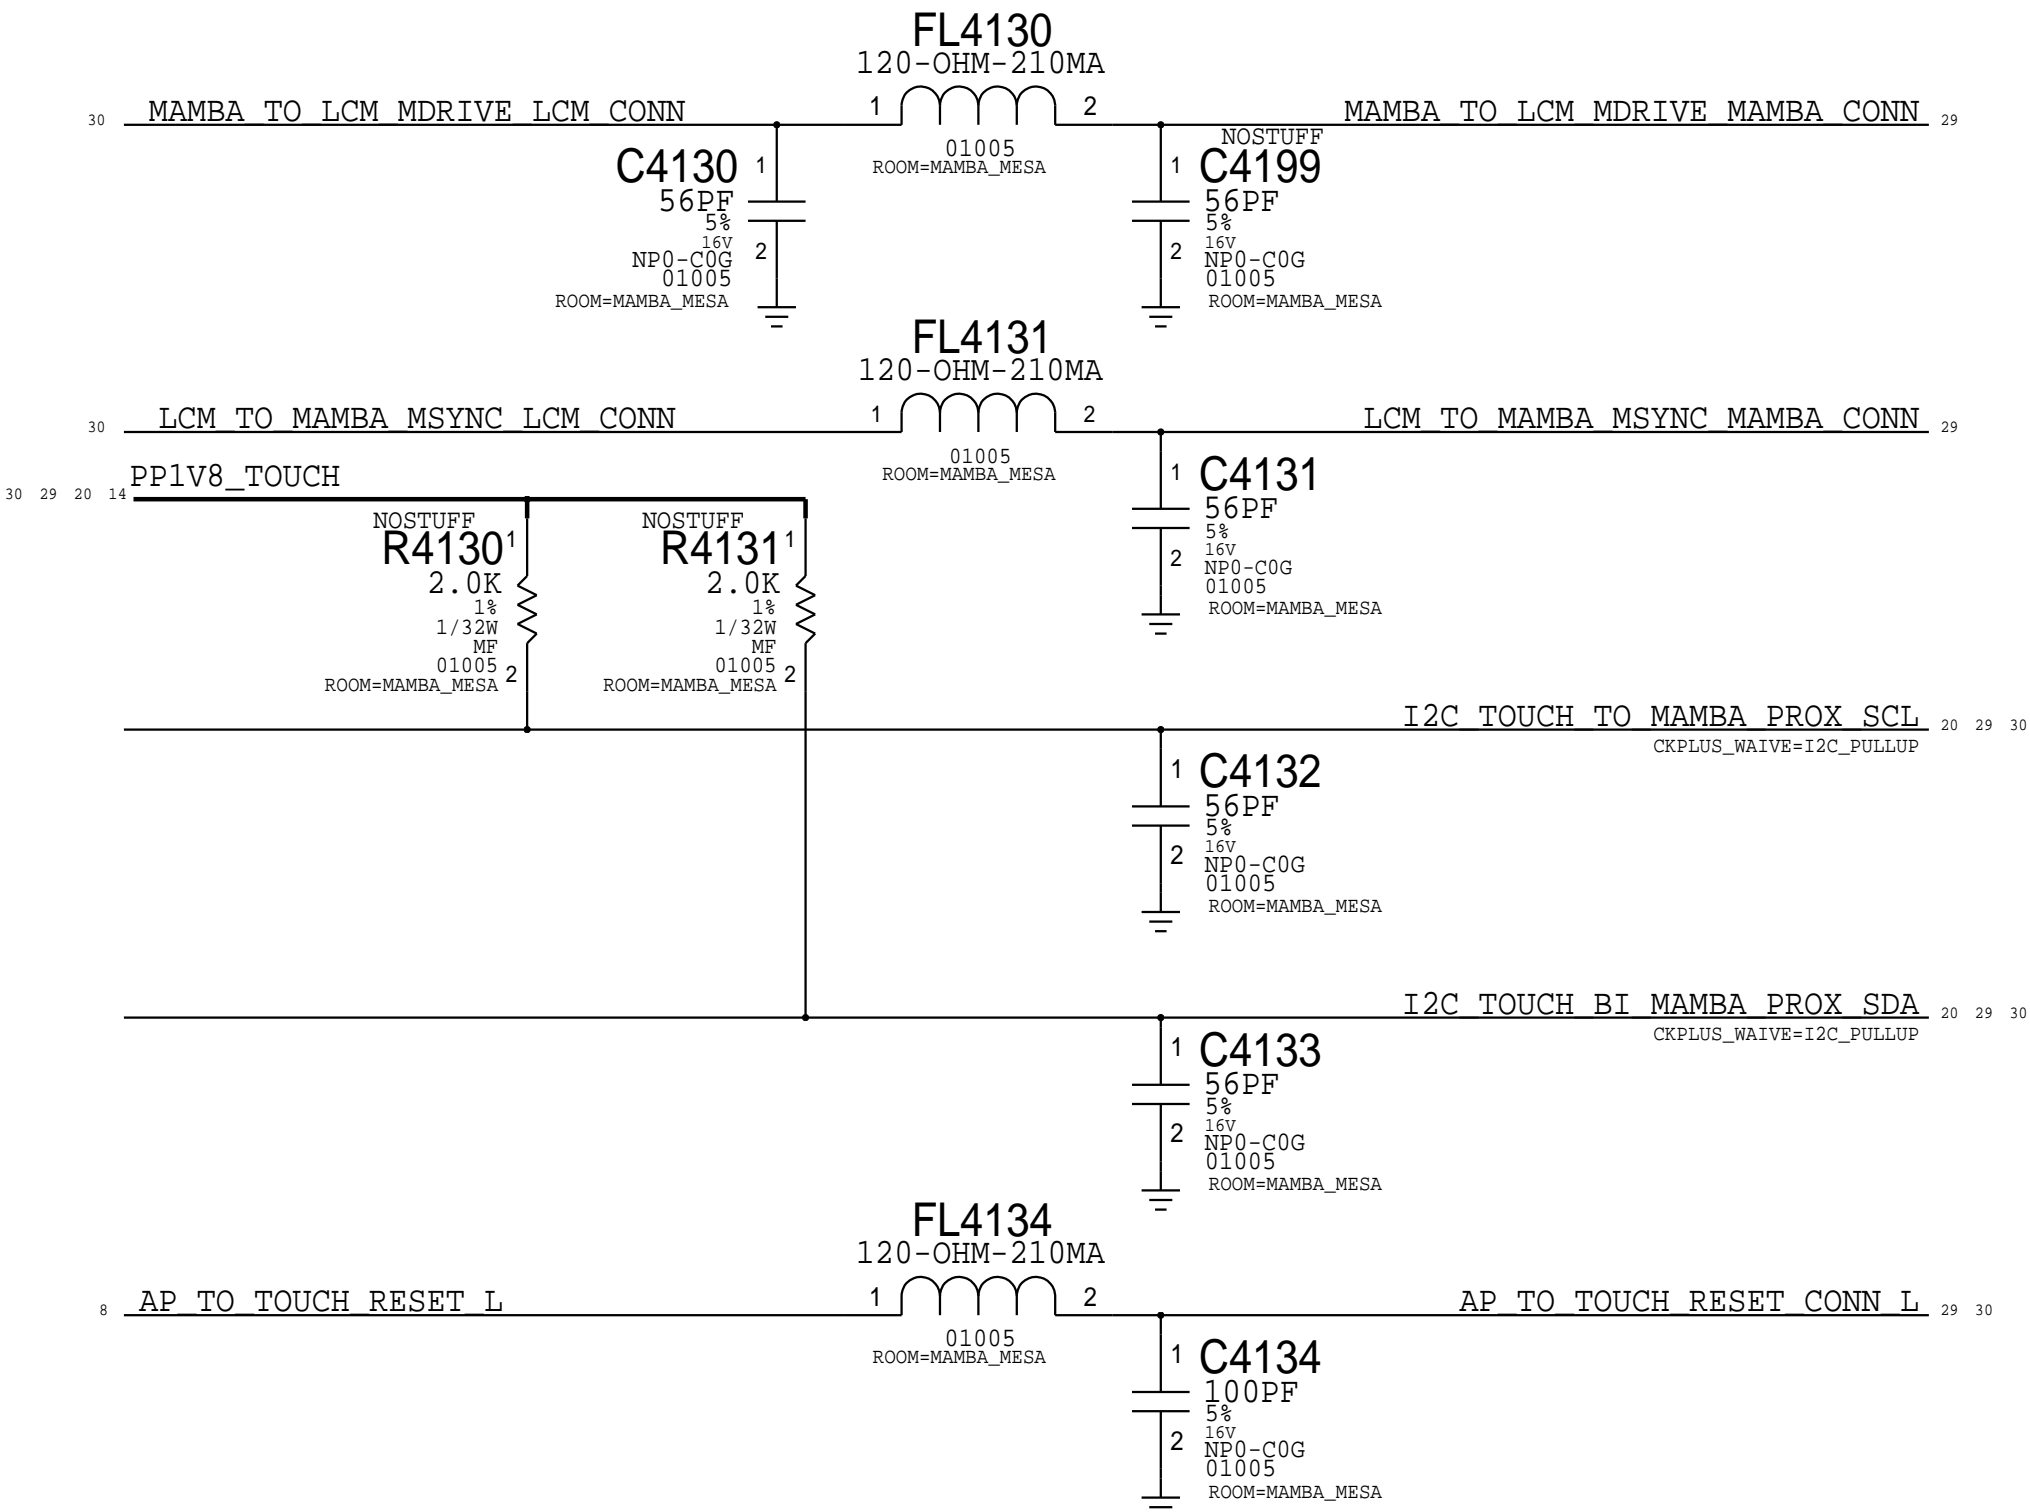 FL4130
120-OHM-210MA
30 MAMBA_TO_LCM_MDRIVE_LCM_CONN 1 2 MAMBA_TO_LCM_MDRIVE_MAMBA_CONN 29
01005
ROOM=MAMBA_MESA
C4130 1
56PF
5%
16V
2
NP0-C0G
01005
ROOM=MAMBA_MESA
NOSTUFF
1 C4199
56PF
5%
16V
2
NP0-C0G
01005
ROOM=MAMBA_MESA
FL4131
120-OHM-210MA
30 LCM_TO_MAMBA_MSYNC_LCM_CONN 1 2 LCM_TO_MAMBA_MSYNC_MAMBA_CONN 29
01005
ROOM=MAMBA_MESA
1 C4131
56PF
5%
16V
2
NP0-C0G
01005
ROOM=MAMBA_MESA
PP1V8_TOUCH
30 29 20 14
NOSTUFF
R4130 1
2.0K
1%
1/32W
MF
01005
2
ROOM=MAMBA_MESA
NOSTUFF
R4131 1
2.0K
1%
1/32W
MF
01005
2
ROOM=MAMBA_MESA
I2C_TOUCH_TO_MAMBA_PROX_SCL 20 29 30
CKPLUS_WAIVE=I2C_PULLUP
1 C4132
56PF
5%
16V
2
NP0-C0G
01005
ROOM=MAMBA_MESA
I2C_TOUCH_BI_MAMBA_PROX_SDA 20 29 30
CKPLUS_WAIVE=I2C_PULLUP
1 C4133
56PF
5%
16V
2
NP0-C0G
01005
ROOM=MAMBA_MESA
FL4134
120-OHM-210MA
8 AP_TO_TOUCH_RESET_L 1 2 AP_TO_TOUCH_RESET_CONN_L 29 30
01005
ROOM=MAMBA_MESA
1 C4134
100PF
5%
16V
2
NP0-C0G
01005
ROOM=MAMBA_MESA